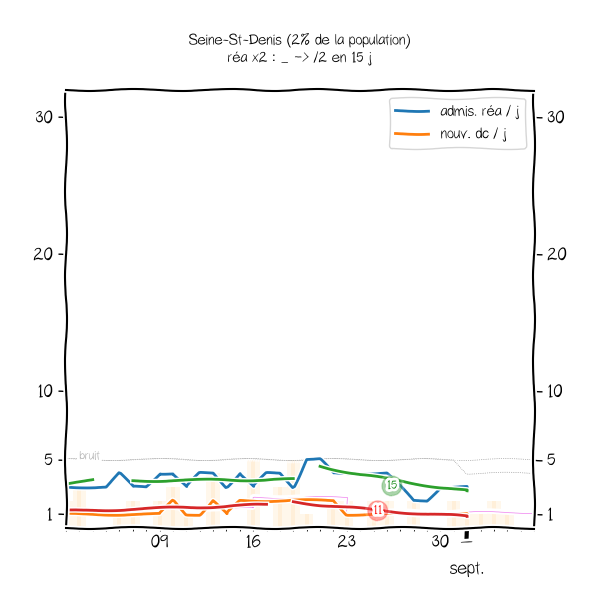 Seine-St-Denis (2% de la population)
réa x2 : _ -> /2 en 15 j
admis. réa / j
nouv. dc / j
30
30
20
20
10
10
5
bruit
5
15
1
11
1
09
16
23
30
1
sept.